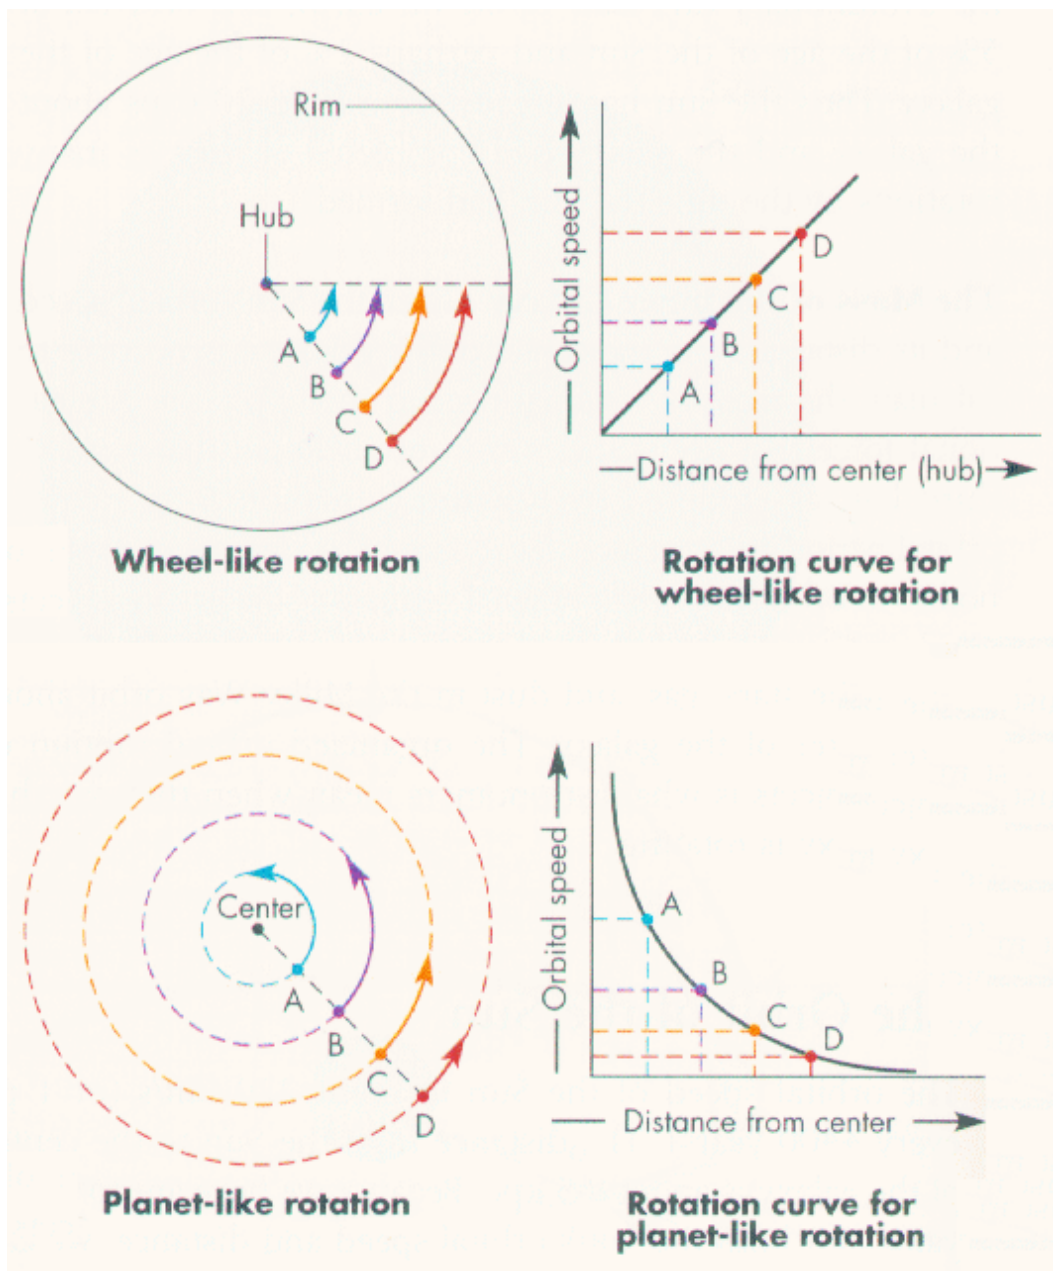 Rim
Hub
A
B
C
D
Wheel-like rotation
Orbital speed
A
B
C
D
Distance from center (hub)
Rotation curve for
wheel-like rotation
Center
A
B
C
D
Planet-like rotation
Orbital speed
A
B
C
D
Distance from center
Rotation curve for
planet-like rotation